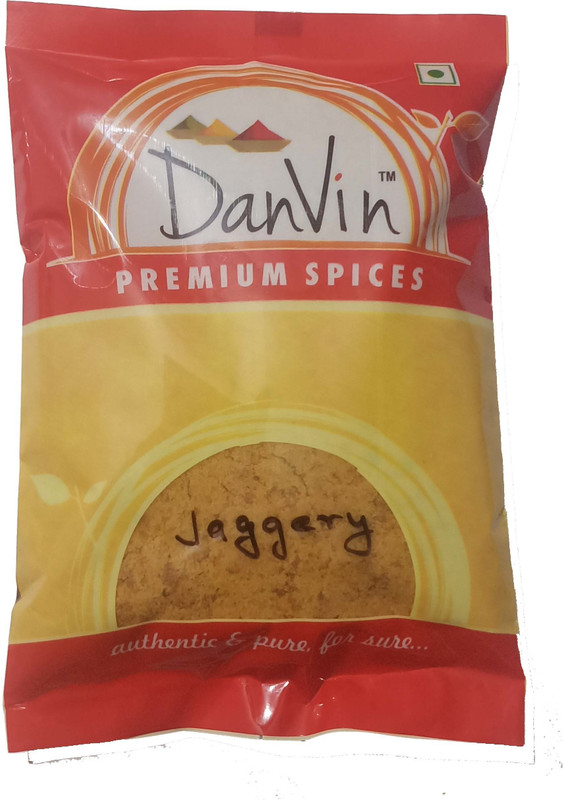 DanVin™
PREMIUM SPICES
Jaggery
authentic & pure, for sure...